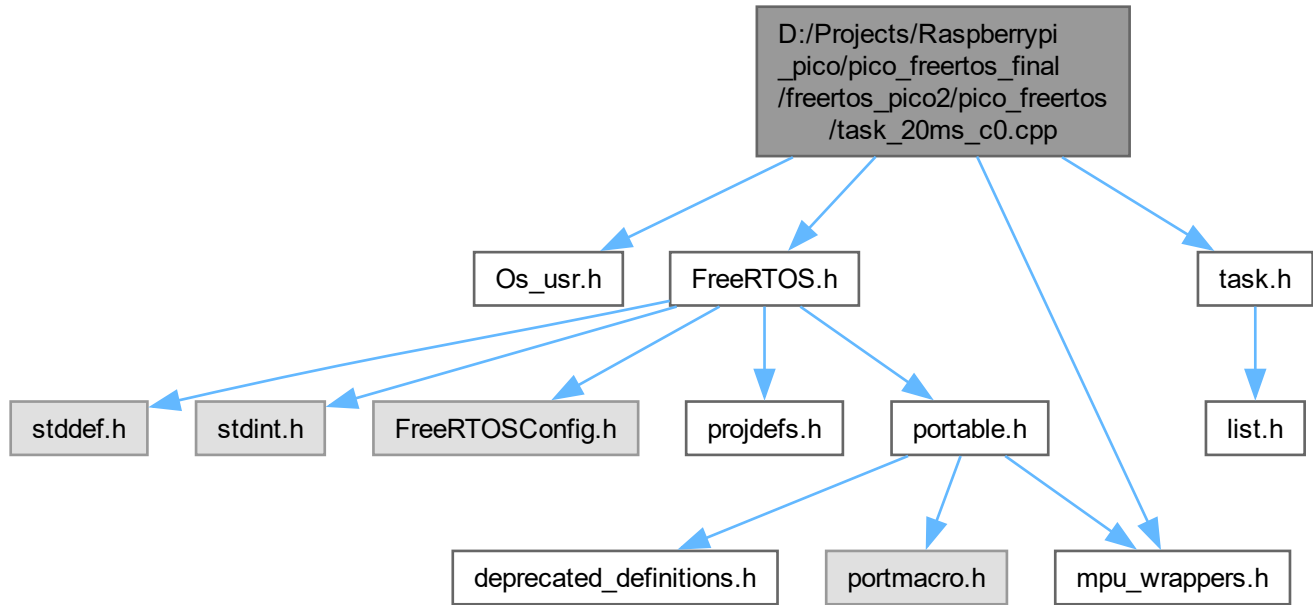 D:/Projects/Raspberrypi
_pico/pico_freertos_final
/freertos_pico2/pico_freertos
/task_20ms_c0.cpp
Os_usr.h
FreeRTOS.h
task.h
stddef.h
stdint.h
FreeRTOSConfig.h
projdefs.h
portable.h
list.h
deprecated_definitions.h
portmacro.h
mpu_wrappers.h